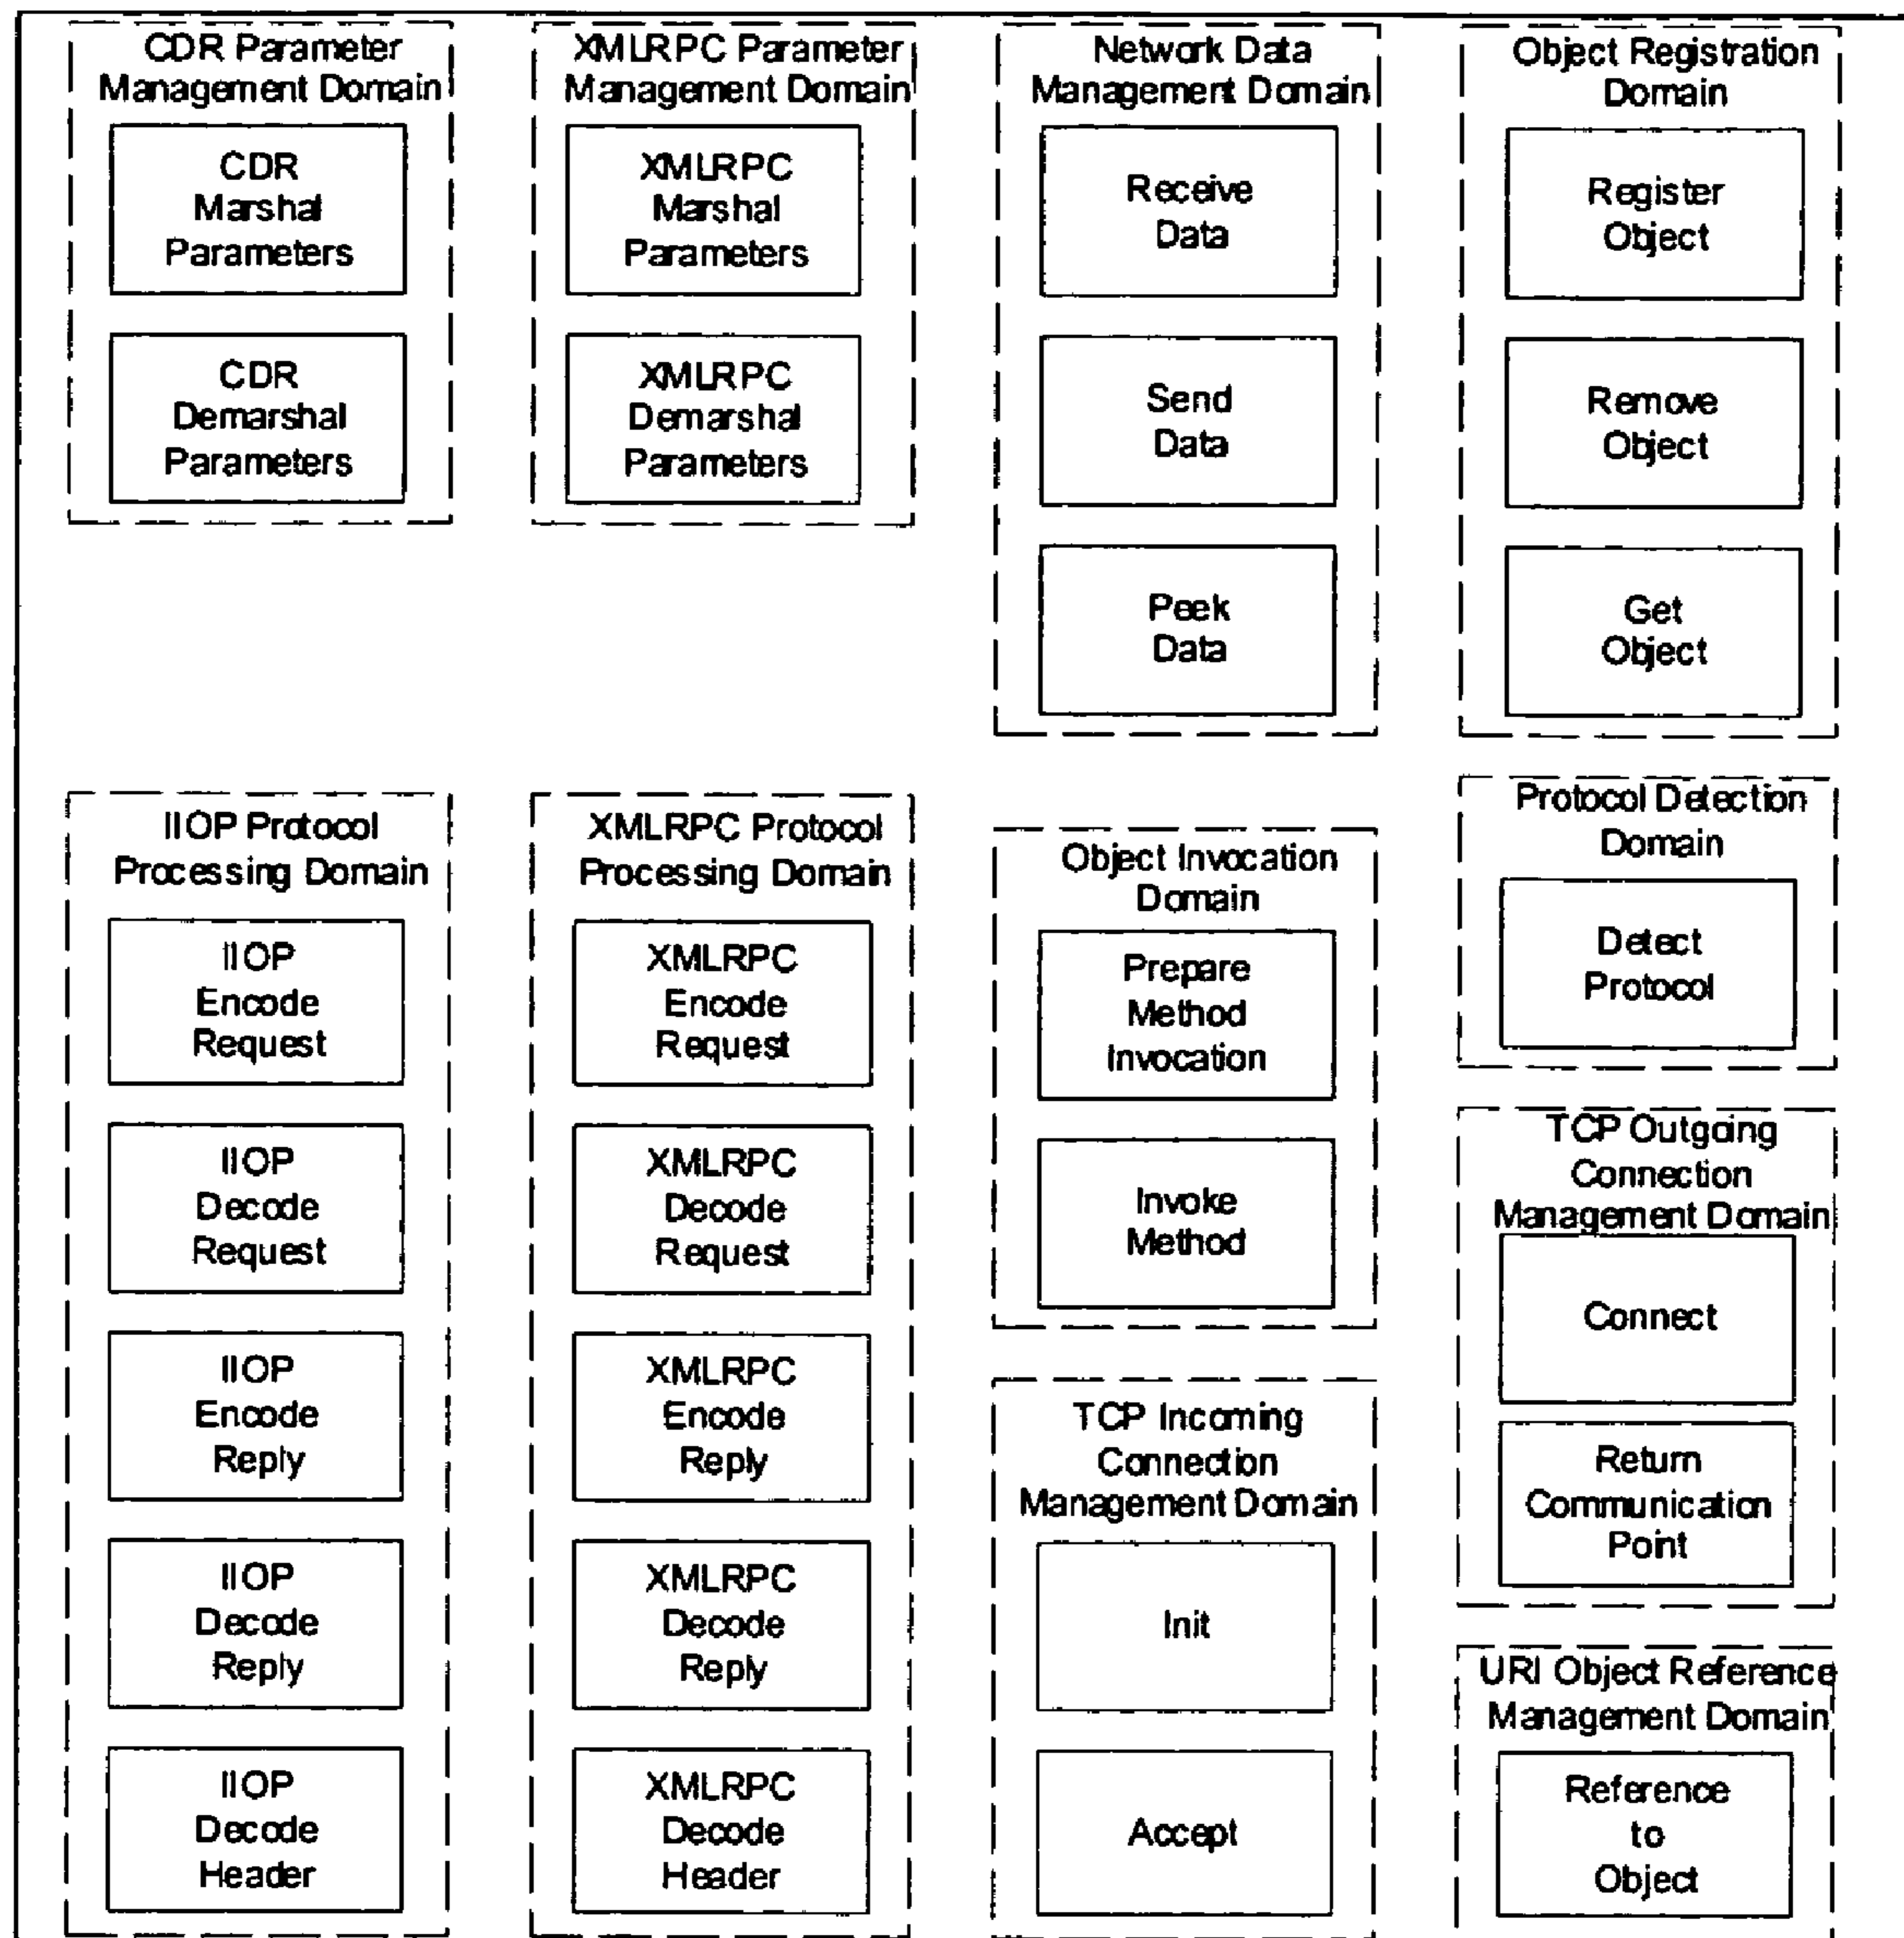 CDR Parameter
Management Domain
CDR
Marshal
Parameters
CDR
Demarshal
Parameters
XMLRPC Parameter
Management Domain
XMLRPC
Marshal
Parameters
XMLRPC
Demarshal
Parameters
Network Data
Management Domain
Receive
Data
Send
Data
Peek
Data
Object Registration
Domain
Register
Object
Remove
Object
Get
Object
IIOP Protocol
Processing Domain
IIOP
Encode
Request
IIOP
Decode
Request
IIOP
Encode
Reply
IIOP
Decode
Reply
IIOP
Decode
Header
XMLRPC Protocol
Processing Domain
XMLRPC
Encode
Request
XMLRPC
Decode
Request
XMLRPC
Encode
Reply
XMLRPC
Decode
Reply
XMLRPC
Decode
Header
Object Invocation
Domain
Prepare
Method
Invocation
Invoke
Method
TCP Incoming
Connection
Management Domain
Init
Accept
Protocol Detection
Domain
Detect
Protocol
TCP Outgoing
Connection
Management Domain
Connect
Return
Communication
Point
URI Object Reference
Management Domain
Reference
to
Object